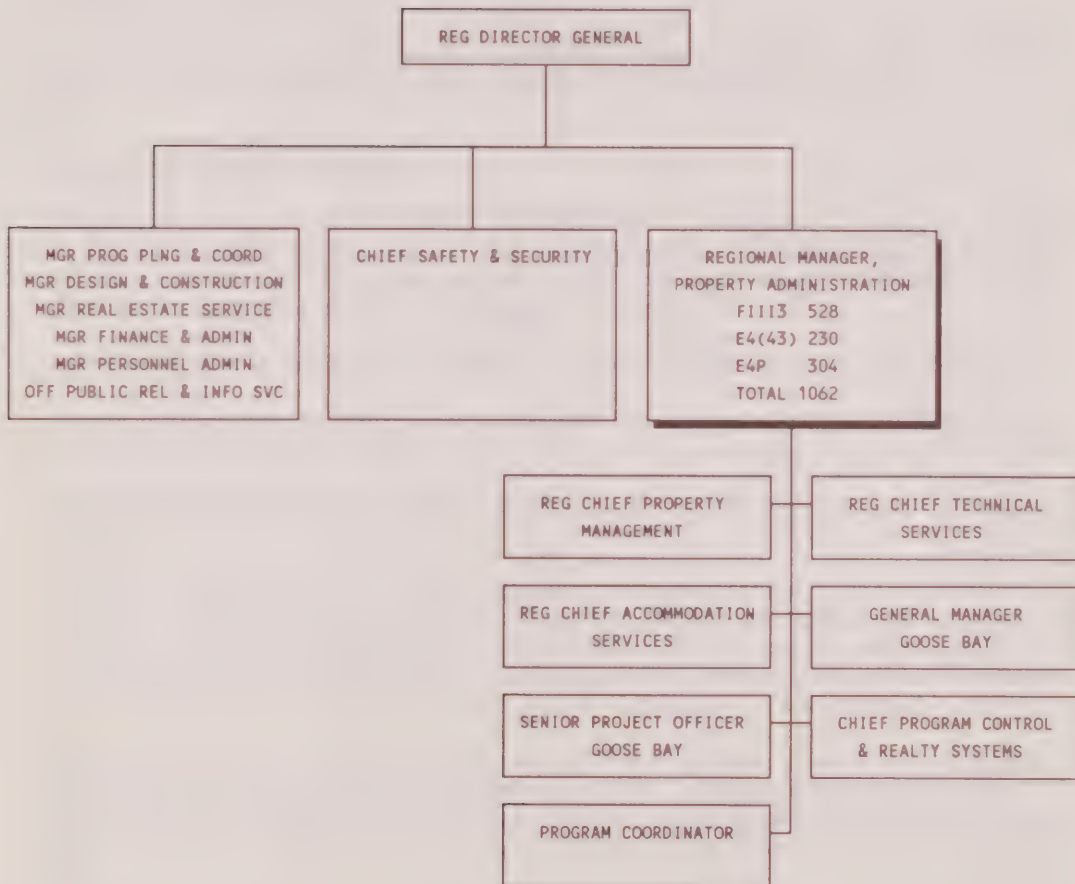 REG DIRECTOR GENERAL
MGR PROG PLNG & COORD
MGR DESIGN & CONSTRUCTION
MGR REAL ESTATE SERVICE
MGR FINANCE & ADMIN
MGR PERSONNEL ADMIN
OFF PUBLIC REL & INFO SVC
CHIEF SAFETY & SECURITY
REGIONAL MANAGER,
PROPERTY ADMINISTRATION
FIII3 528
E4(43) 230
E4P 304
TOTAL 1062
REG CHIEF PROPERTY
MANAGEMENT
REG CHIEF TECHNICAL
SERVICES
REG CHIEF ACCOMMODATION
SERVICES
GENERAL MANAGER
GOOSE BAY
SENIOR PROJECT OFFICER
GOOSE BAY
CHIEF PROGRAM CONTROL
& REALTY SYSTEMS
PROGRAM COORDINATOR